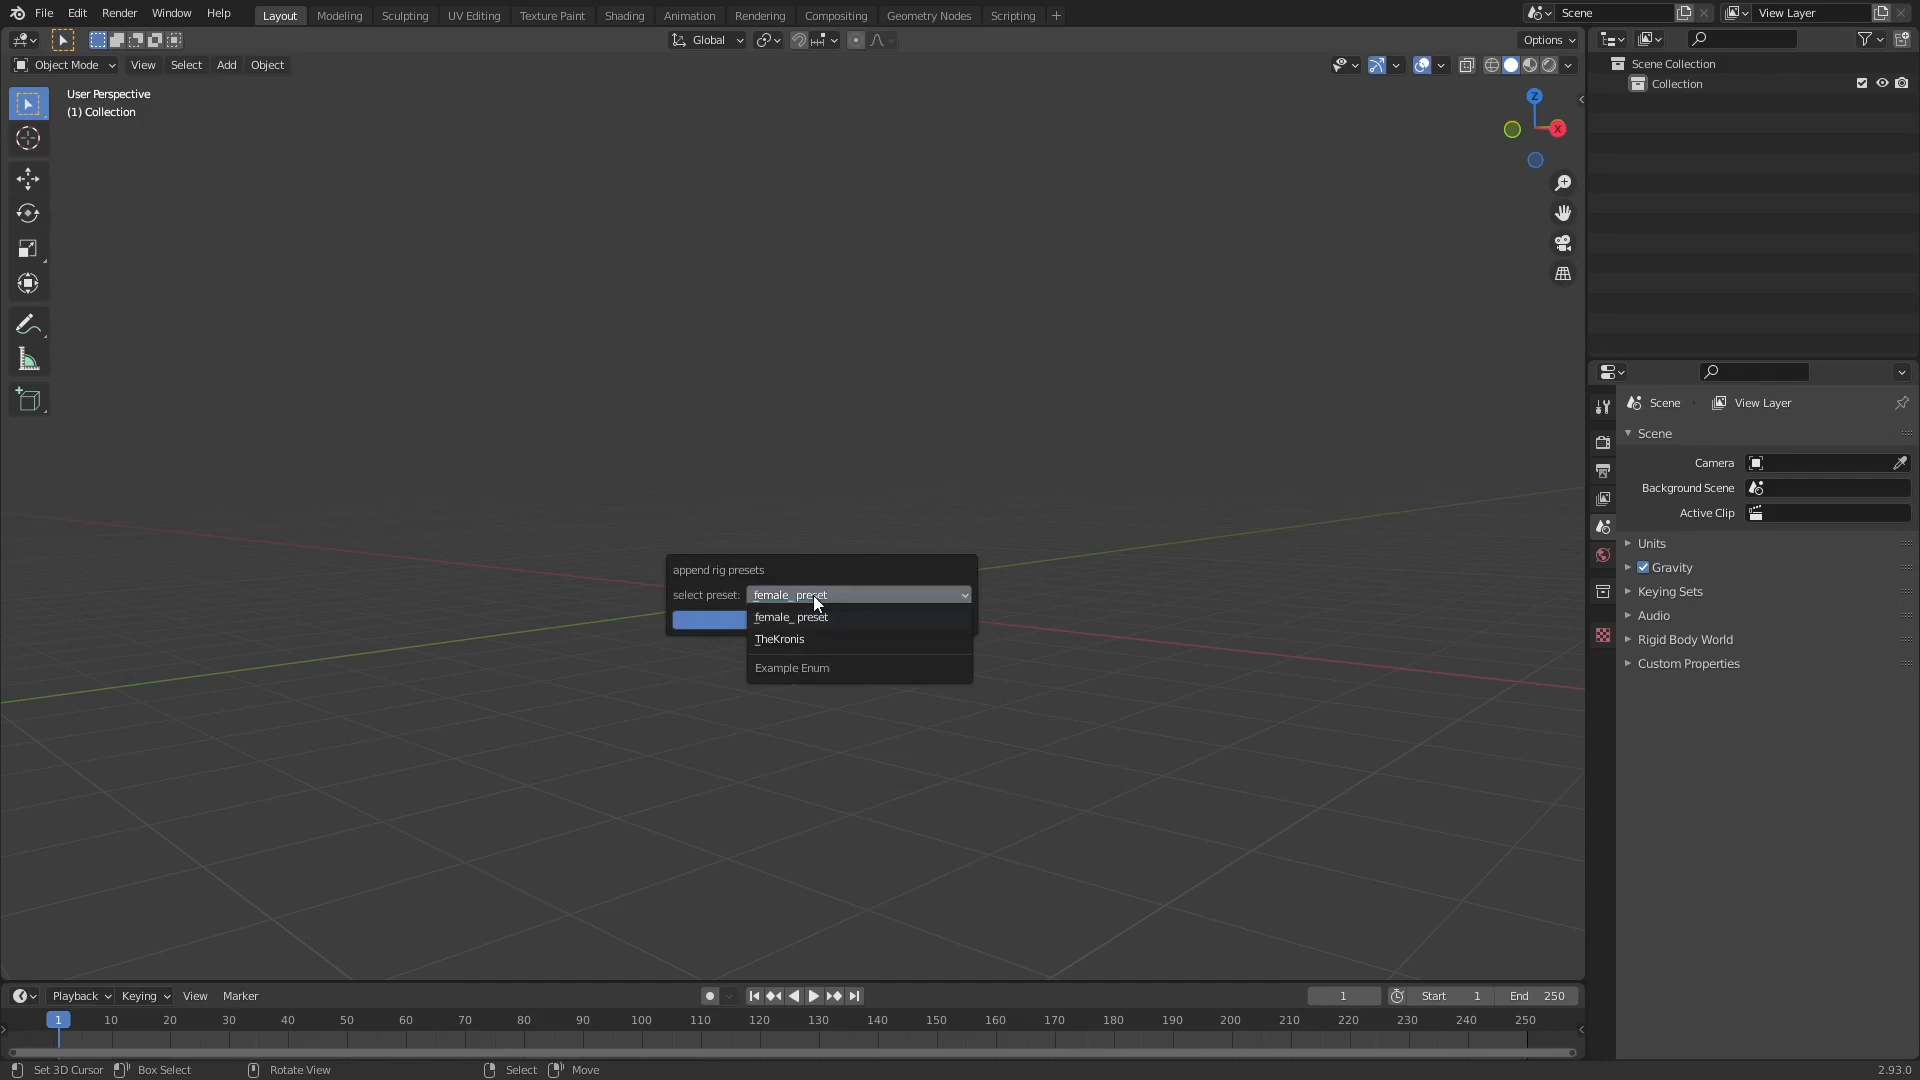 File Edit Render Window Help Layout Modeling Sculpting UV Editing Texture Paint Shading Animation Rendering Compositing Geometry Nodes Scripting + Scene View Layer
Global Options
Object Mode View Select Add Object
User Perspective
(1) Collection
Z
X
Scene Collection
Collection
Scene View Layer
Scene
Camera
Background Scene
Active Clip
Units
Gravity
Keying Sets
Audio
Rigid Body World
Custom Properties
append rig presets
select preset: female_ preset
female_ preset
TheKronis
Example Enum
Playback Keying View Marker 1 Start 1 End 250
1 10 20 30 40 50 60 70 80 90 100 110 120 130 140 150 160 170 180 190 200 210 220 230 240 250
Set 3D Cursor Box Select Rotate View Select Move 2.93.0